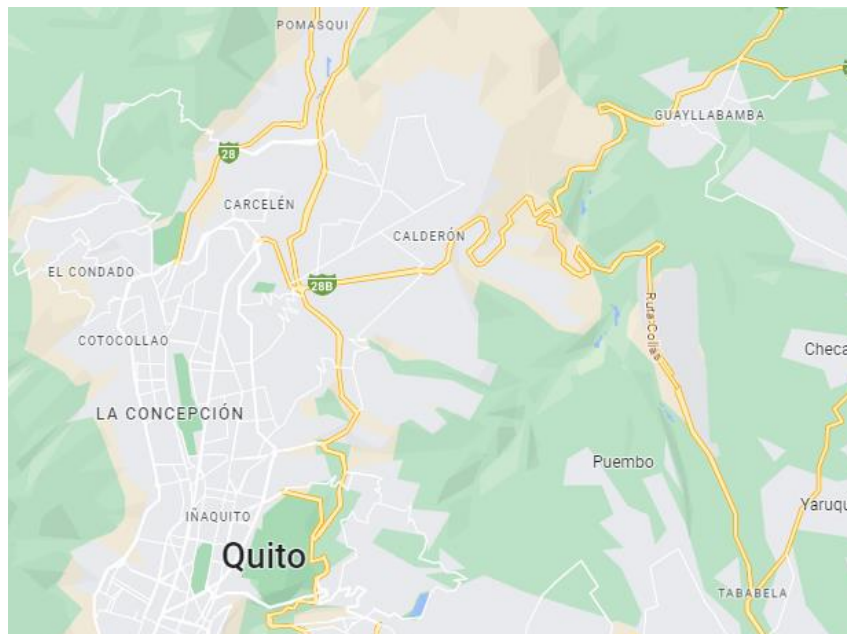 POMASQUI
GUAYLLABAMBA
28
CARCELÉN
CALDERÓN
EL CONDADO
28B
Ruta Collas
COTOCOLLAO
Checa
LA CONCEPCIÓN
Puembo
IÑAQUITO
Yaruqu
Quito
TABABELA